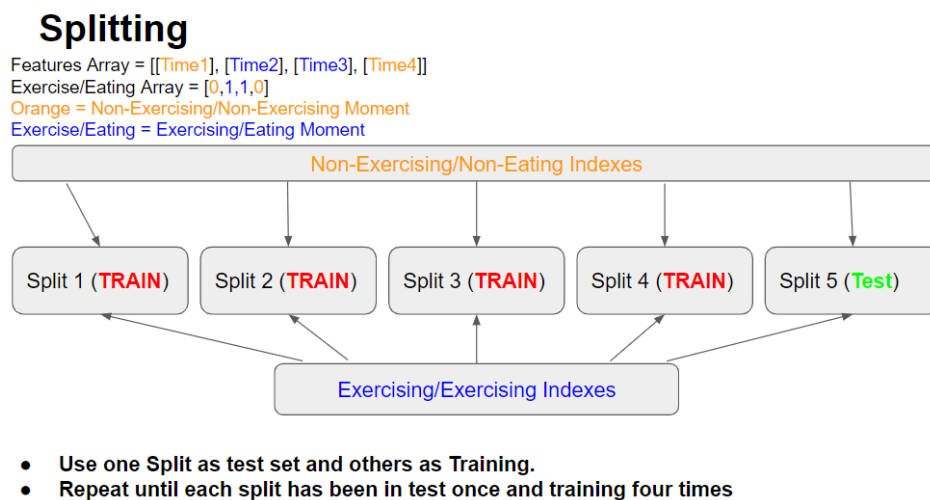 Splitting
Features Array = [[Time1], [Time2], [Time3], [Time4]]
Exercise/Eating Array = [0,1,1,0]
Orange = Non-Exercising/Non-Exercising Moment
Exercise/Eating = Exercising/Eating Moment
Non-Exercising/Non-Eating Indexes
Split 1 (TRAIN) Split 2 (TRAIN) Split 3 (TRAIN) Split 4 (TRAIN) Split 5 (Test)
Exercising/Exercising Indexes
● Use one Split as test set and others as Training.
● Repeat until each split has been in test once and training four times